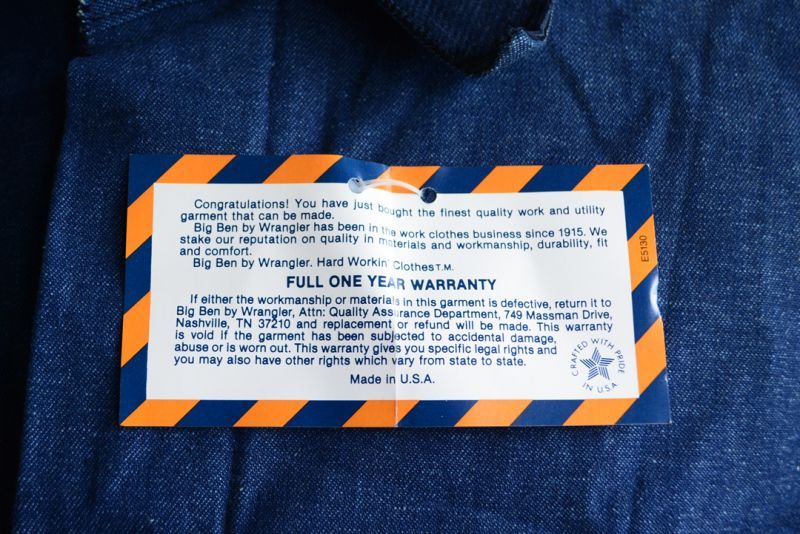 Congratulations! You have just bought the finest quality work and utility
garment that can be made.
Big Ben by Wrangler has been in the work clothes business since 1915. We
stake our reputation on quality in materials and workmanship, durability, fit
and comfort.
Big Ben by Wrangler. Hard Workin' Clothes T.M.
FULL ONE YEAR WARRANTY
If either the workmanship or materials in this garment is defective, return it to
Big Ben by Wrangler, Attn: Quality Assurance Department, 749 Massman Drive,
Nashville, TN 37210 and replacement or refund will be made. This warranty
is void if the garment has been subjected to accidental damage,
abuse or is worn out. This warranty gives you specific legal rights and
you may also have other rights which vary from state to state.
Made in U.S.A.
CRAFTED WITH PRIDE
IN U.S.A
E5130